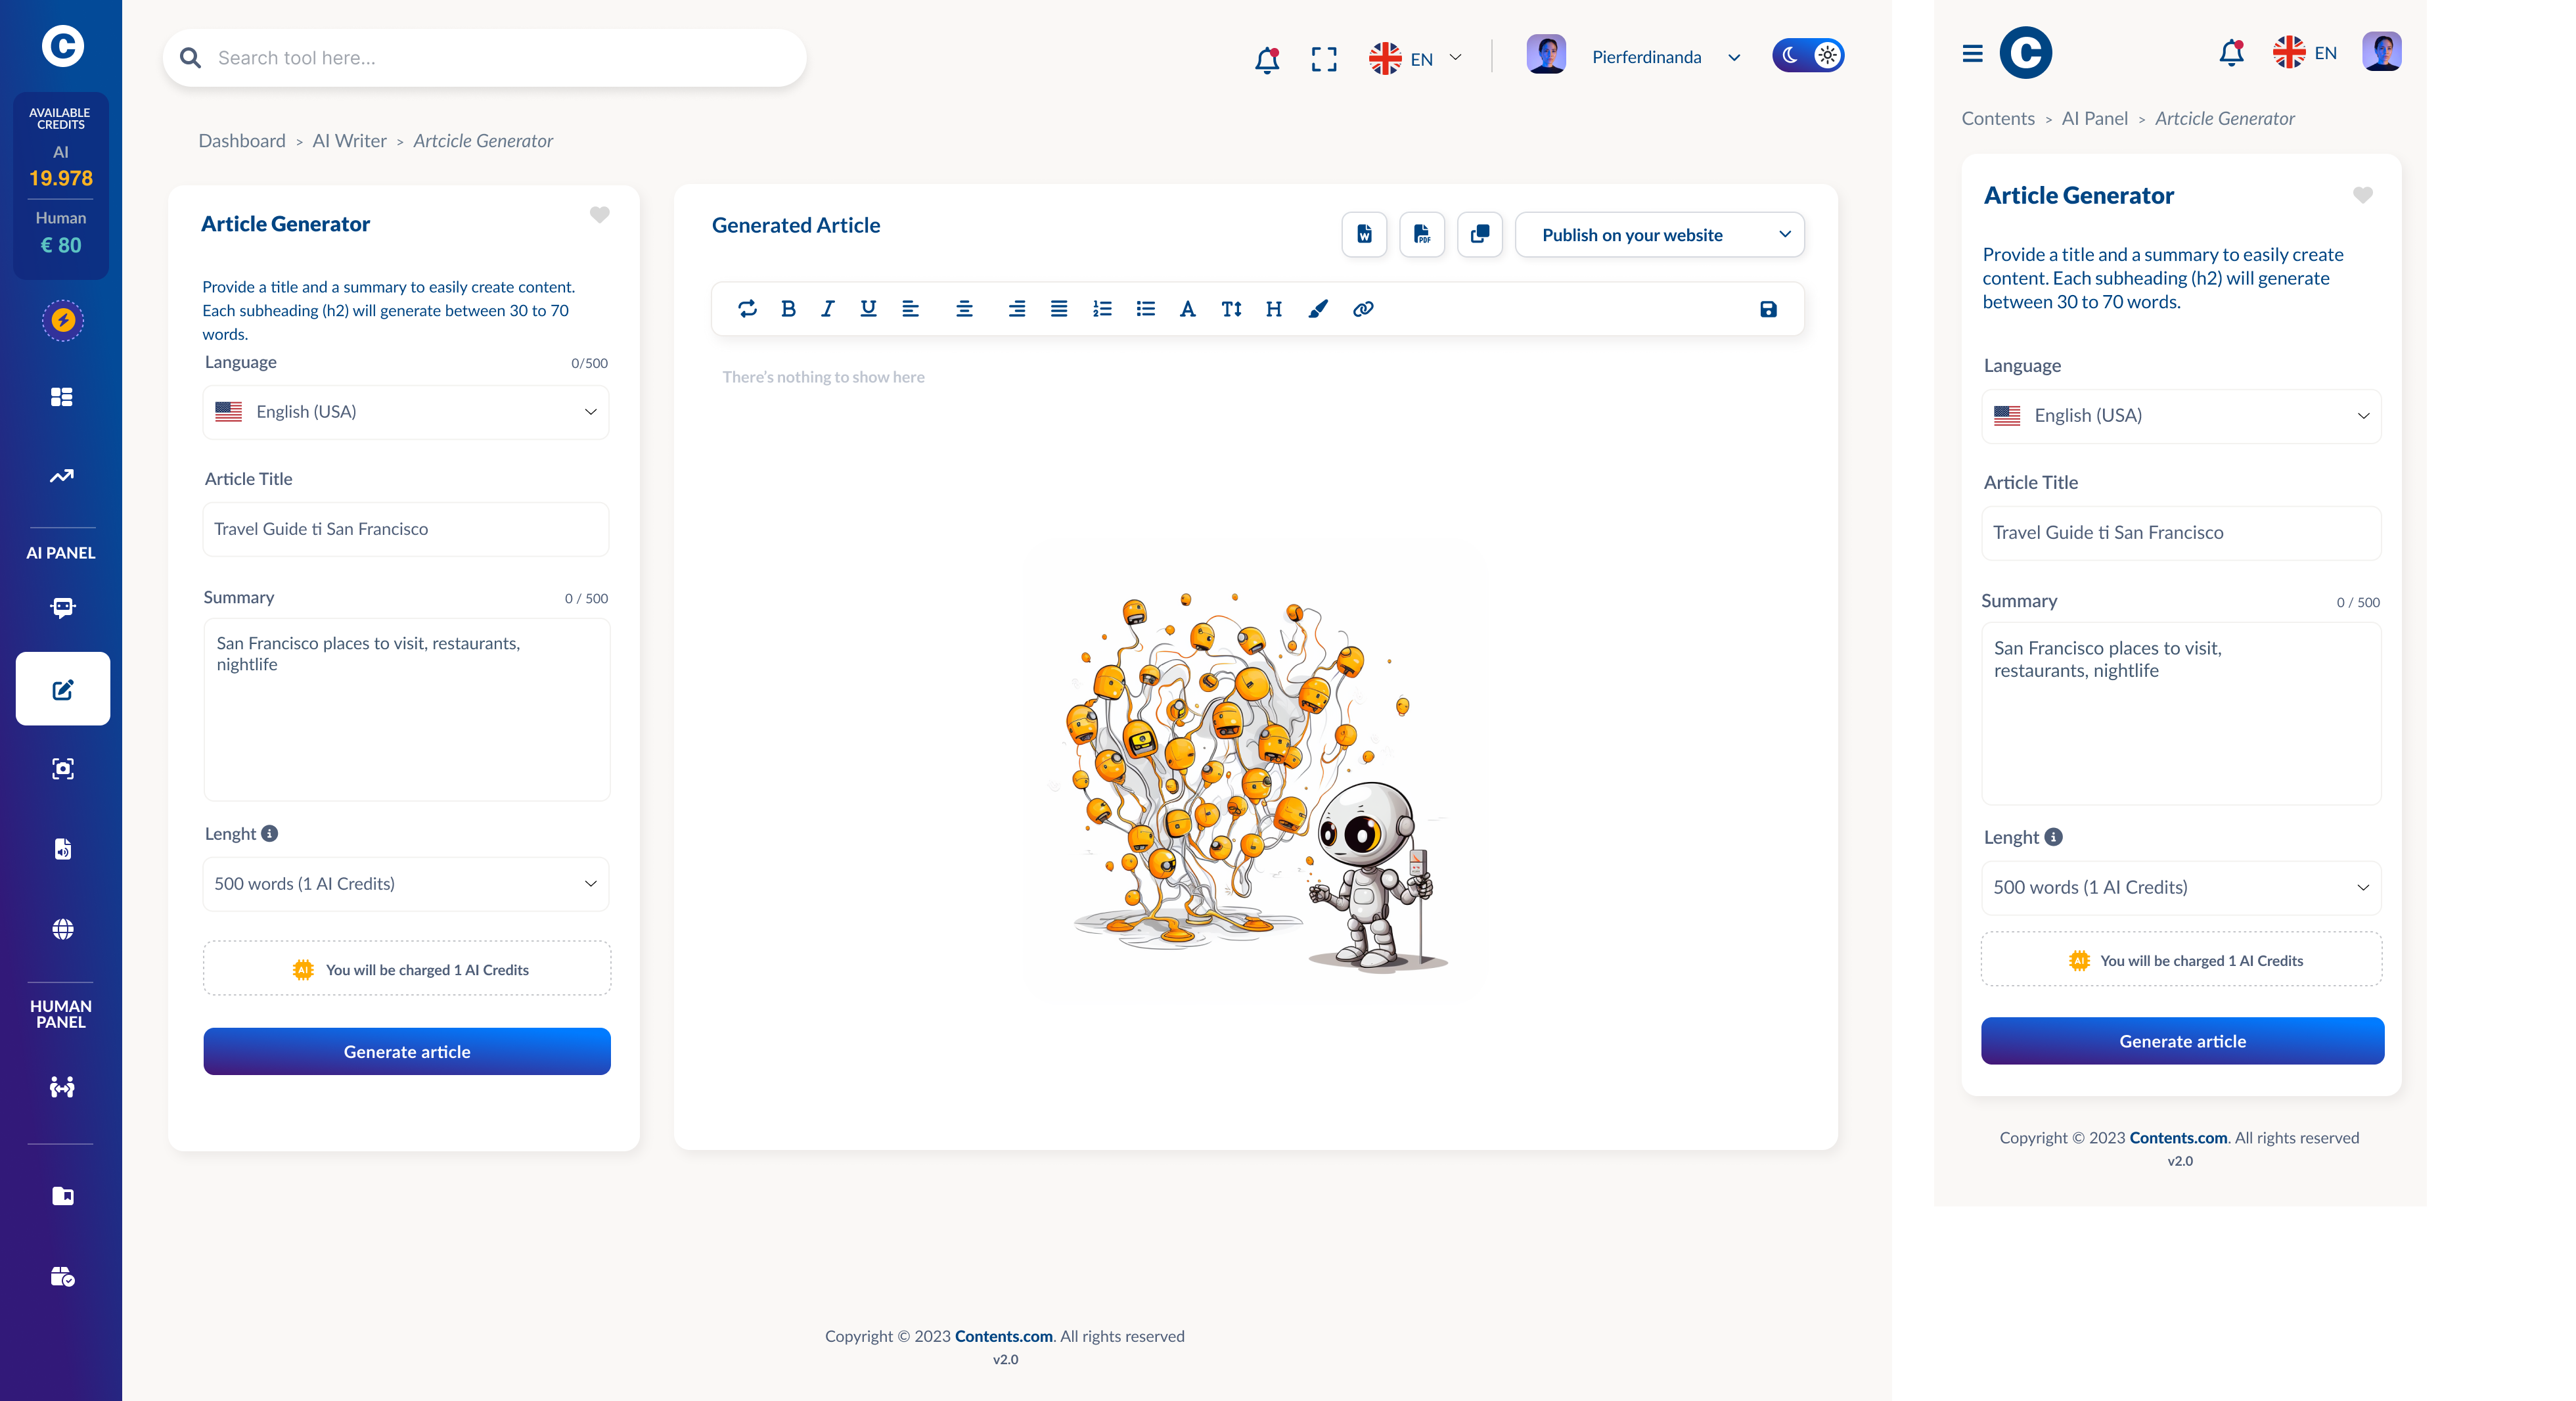 C
AVAILABLE
CREDITS
AI
19.978
Human
€ 80
AI PANEL
HUMAN
PANEL
Search tool here...
EN
Pierferdinanda
Dashboard > AI Writer > Artcicle Generator
Article Generator
Provide a title and a summary to easily create content.
Each subheading (h2) will generate between 30 to 70
words.
Language 0/500
English (USA)
Article Title
Travel Guide ti San Francisco
Summary 0 / 500
San Francisco places to visit, restaurants,
nightlife
Lenght
500 words (1 AI Credits)
AI You will be charged 1 AI Credits
Generate article
Generated Article
W
PDF
Publish on your website
B I U A T H
There's nothing to show here
Copyright © 2023 Contents.com. All rights reserved
v2.0
C
EN
Contents > AI Panel > Artcicle Generator
Article Generator
Provide a title and a summary to easily create
content. Each subheading (h2) will generate
between 30 to 70 words.
Language
English (USA)
Article Title
Travel Guide ti San Francisco
Summary 0 / 500
San Francisco places to visit,
restaurants, nightlife
Lenght
500 words (1 AI Credits)
AI You will be charged 1 AI Credits
Generate article
Copyright © 2023 Contents.com. All rights reserved
v2.0